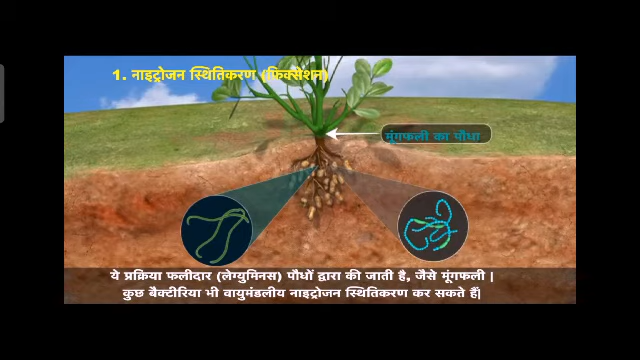 1. नाइट्रोजन स्थितिकरण (फिक्सेशन)
मूंगफली का पौधा
ये प्रक्रिया फलीदार (लेग्युमिनस) पौधों द्वारा की जाती है, जैसे मूंगफली |
कुछ बैक्टीरिया भी वायुमंडलीय नाइट्रोजन स्थितिकरण कर सकते हैं|